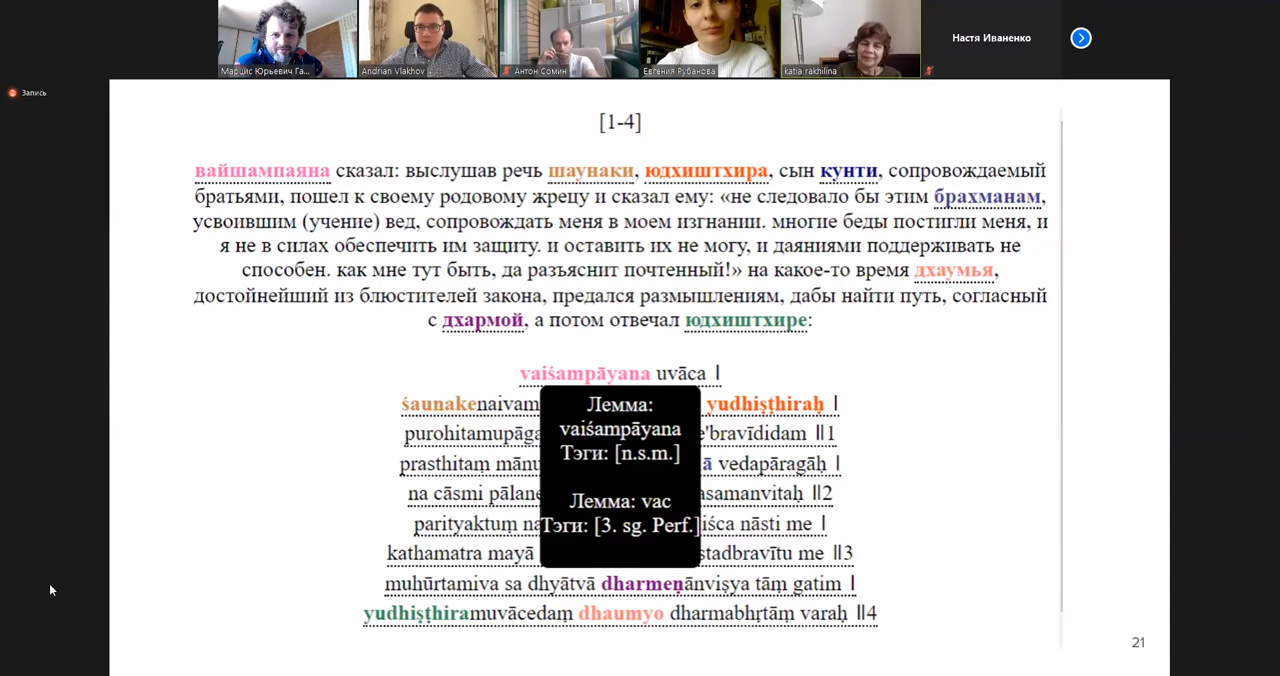 Марцис Юрьевич Га...
Andrian Vlakhov
Антон Сомин
Евгения Рубанова
katia rakhilina
Настя Иваненко
Запись
[1-4]
вайшампаяна сказал: выслушав речь шаунаки, юдхиштхира, сын кунти, сопровождаемый
братьями, пошел к своему родовому жрецу и сказал ему: «не следовало бы этим брахманам,
усвоившим (учение) вед, сопровождать меня в моем изгнании. многие беды постигли меня, и
я не в силах обеспечить им защиту. и оставить их не могу, и даяниями поддерживать не
способен. как мне тут быть, да разъяснит почтенный!» на какое-то время дхаумья,
достойнейший из блюстителей закона, предался размышлениям, дабы найти путь, согласный
с дхармой, а потом отвечал юдхиштхире:
vaiśampāyana uvāca |
śaunakenaivam yudhiṣṭhiraḥ |
purohitamupāga e'bravīdidam ||1
prasthitaṃ mānu ā vedapāragāḥ |
na cāsmi pālane asamanvitaḥ ||2
parityaktuṃ na iśca nāsti me |
kathamatra mayā stadbravītu me ||3
muhūrtamiva sa dhyātvā dharmeṇānviṣya tāṃ gatim |
yudhiṣṭhiramuvācedaṃ dhaumyo dharmabhṛtāṃ varaḥ ||4
Лемма:
vaiśampāyana
Тэги: [n.s.m.]
Лемма: vac
Тэги: [3. sg. Perf.]
21